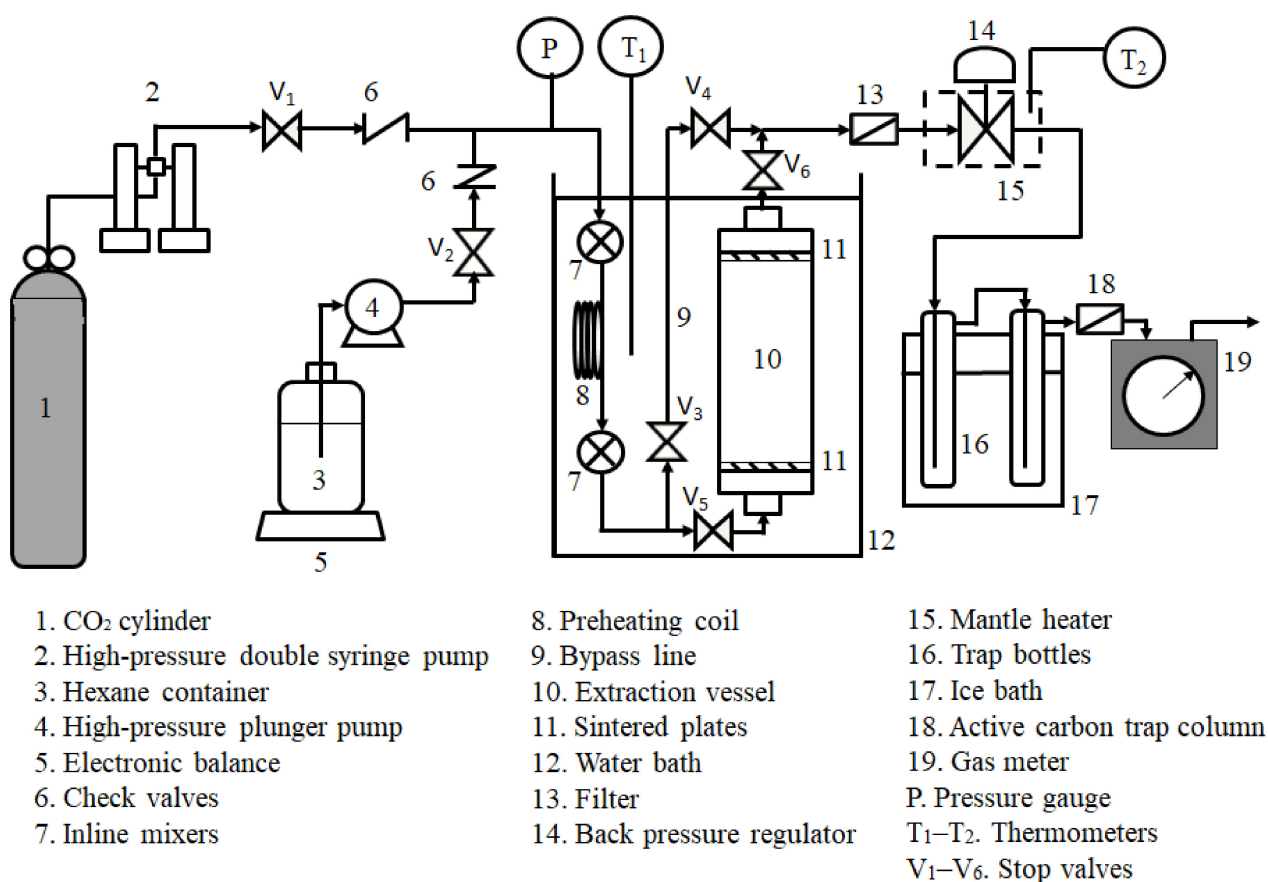 P
T₁
14
T₂
2
V₁
6
V₄
13
6
V₆
15
V₂
7
11
18
4
9
10
8
19
1
V₃
16
3
7
11
V₅
17
5
12
1. CO₂ cylinder
2. High-pressure double syringe pump
3. Hexane container
4. High-pressure plunger pump
5. Electronic balance
6. Check valves
7. Inline mixers
8. Preheating coil
9. Bypass line
10. Extraction vessel
11. Sintered plates
12. Water bath
13. Filter
14. Back pressure regulator
15. Mantle heater
16. Trap bottles
17. Ice bath
18. Active carbon trap column
19. Gas meter
P. Pressure gauge
T₁–T₂. Thermometers
V₁–V₆. Stop valves